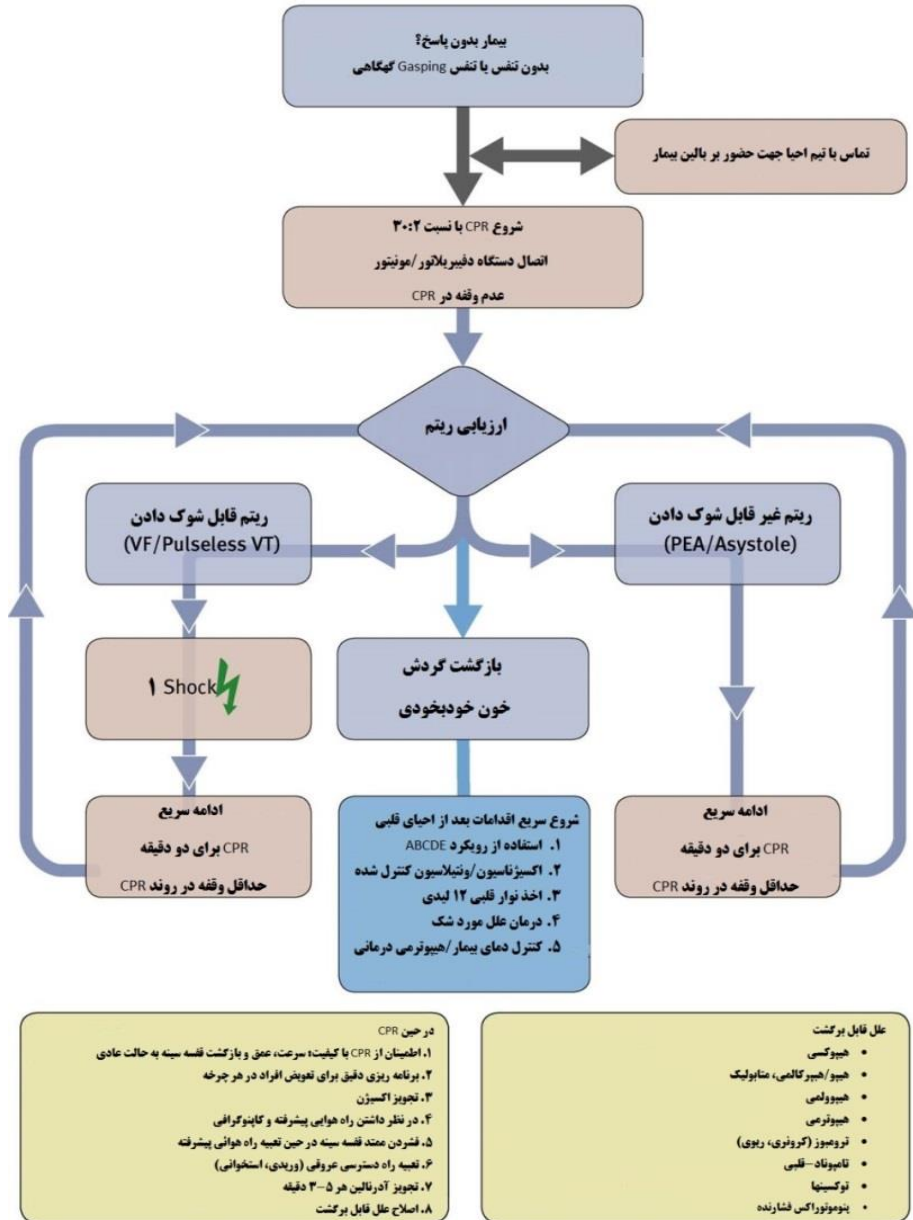 بیمار بدون پاسخ؟
بدون تنفس یا تنفس Gasping گهگاهی
تماس با تیم احیا جهت حضور بر بالین بیمار
شروع CPR با نسبت ۳۰:۲
اتصال دستگاه دفیبریلاتور/مونیتور
عدم وقفه در CPR
ارزیابی ریتم
ریتم قابل شوک دادن
(VF/Pulseless VT)
ریتم غیر قابل شوک دادن
(PEA/Asystole)
۱ Shock
بازگشت گردش
خون خودبخودی
ادامه سریع
CPR برای دو دقیقه
حداقل وقفه در روند CPR
شروع سریع اقدامات بعد از احیای قلبی
۱. استفاده از رویکرد ABCDE
۲. اکسیژناسیون/ونتیلاسیون کنترل شده
۳. اخذ نوار قلبی ۱۲ لیدی
۴. درمان علل مورد شک
۵. کنترل دمای بیمار/هیپوترمی درمانی
ادامه سریع
CPR برای دو دقیقه
حداقل وقفه در روند CPR
در حین CPR
۱. اطمینان از CPR با کیفیت؛ سرعت، عمق و بازگشت قفسه سینه به حالت عادی
۲. برنامه ریزی دقیق برای تعویض افراد در هر چرخه
۳. تجویز اکسیژن
۴. در نظر داشتن راه هوایی پیشرفته و کاپنوگرافی
۵. فشردن ممتد قفسه سینه در حین تعبیه راه هوائی پیشرفته
۶. تعبیه راه دسترسی عروقی (وریدی، استخوانی)
۷. تجویز آدرنالین هر ۵-۳ دقیقه
۸. اصلاح علل قابل برگشت
علل قابل برگشت
• هیپوکسی
• هیپو/هیپرکالمی، متابولیک
• هیپوولمی
• هیپوترمی
• ترومبوز (کرونری، ریوی)
• تامپوناد-قلبی
• توکسینها
• پنوموتوراکس فشارنده